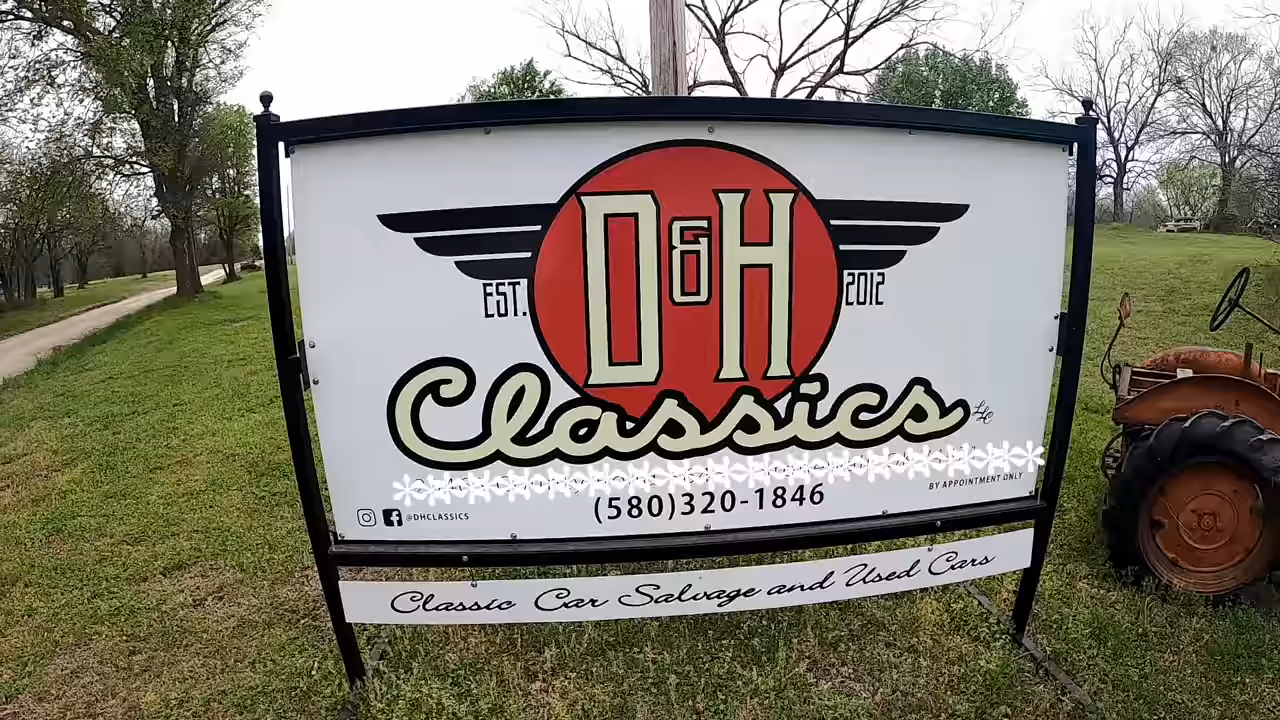 D&H
EST. 2012
Classics LLC
(580)320-1846
BY APPOINTMENT ONLY
@DHCLASSICS
Classic Car Salvage and Used Cars